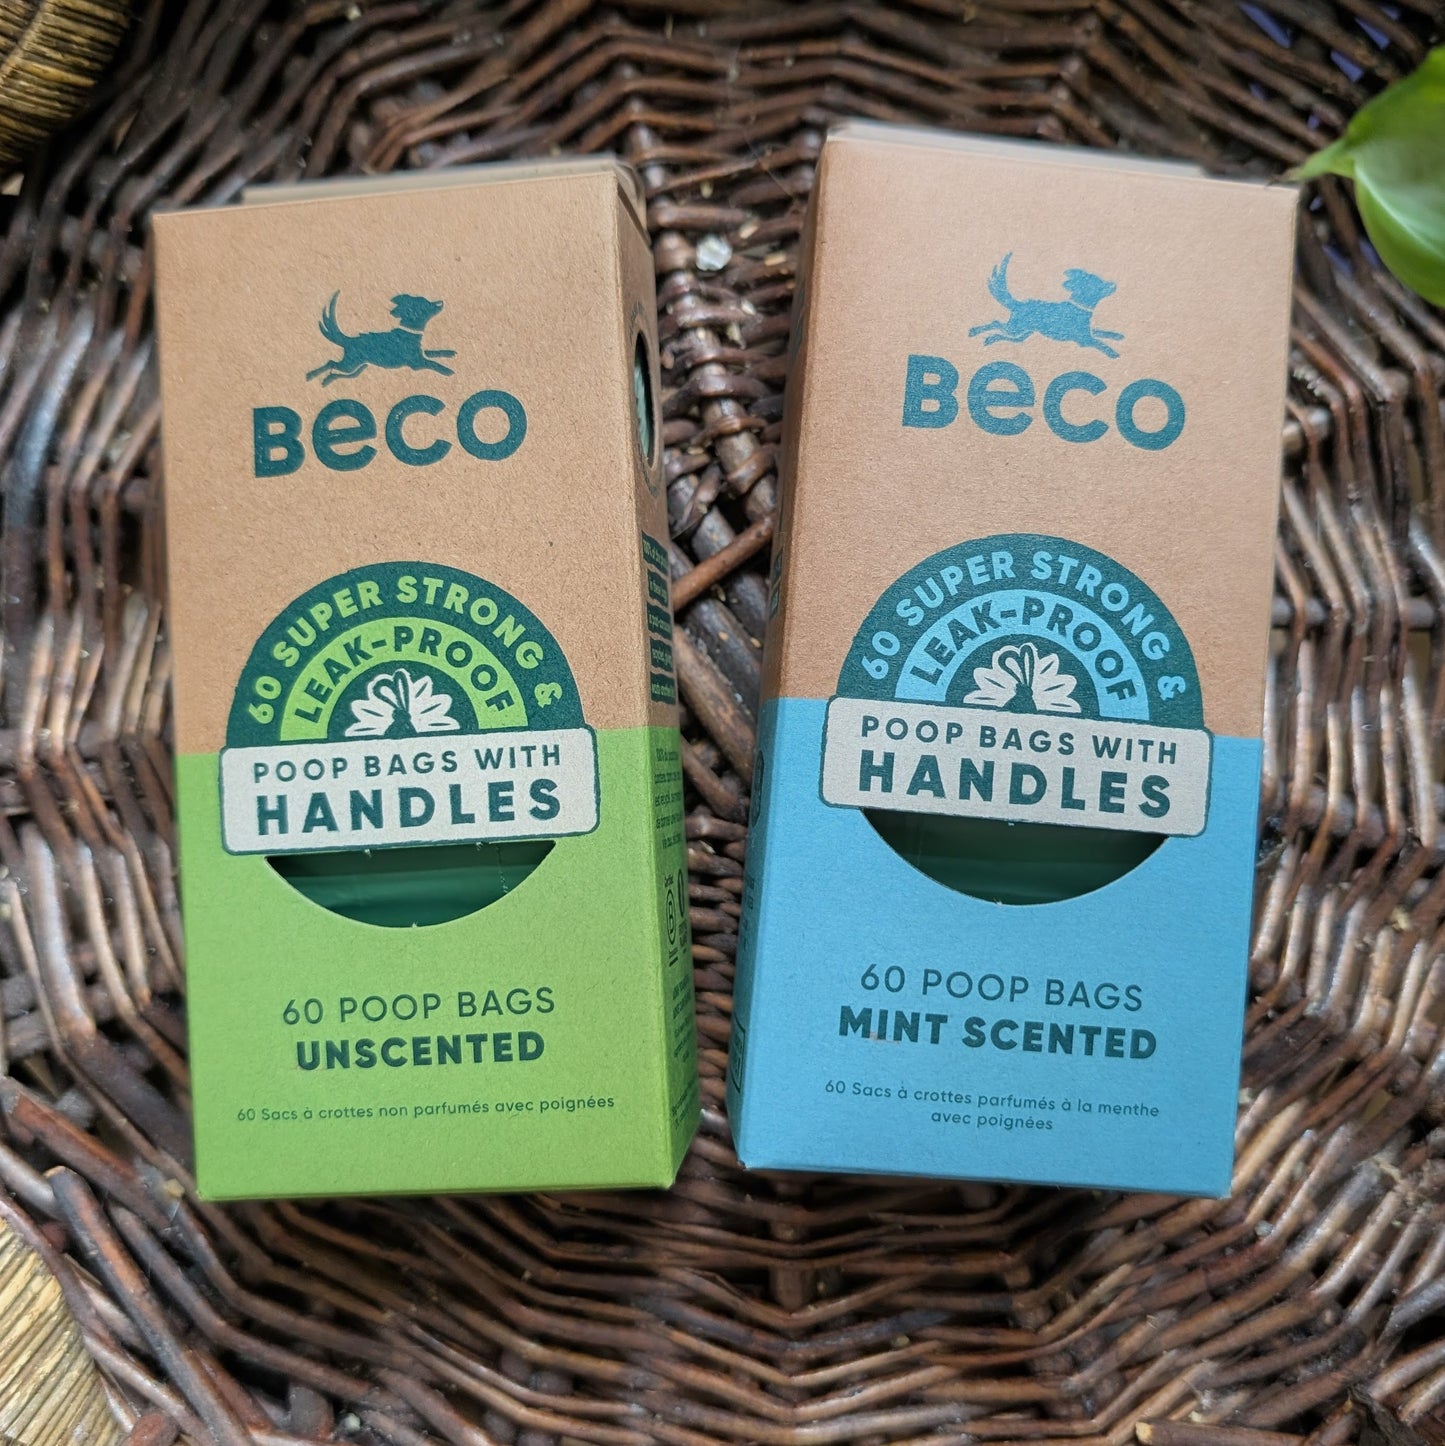 BeCO
60 SUPER STRONG &
LEAK-PROOF
POOP BAGS WITH
HANDLES
60 POOP BAGS
UNSCENTED
60 Sacs à crottes non parfumés avec poignées
BeCO
60 SUPER STRONG &
LEAK-PROOF
POOP BAGS WITH
HANDLES
60 POOP BAGS
MINT SCENTED
60 Sacs à crottes parfumés à la menthe
avec poignées